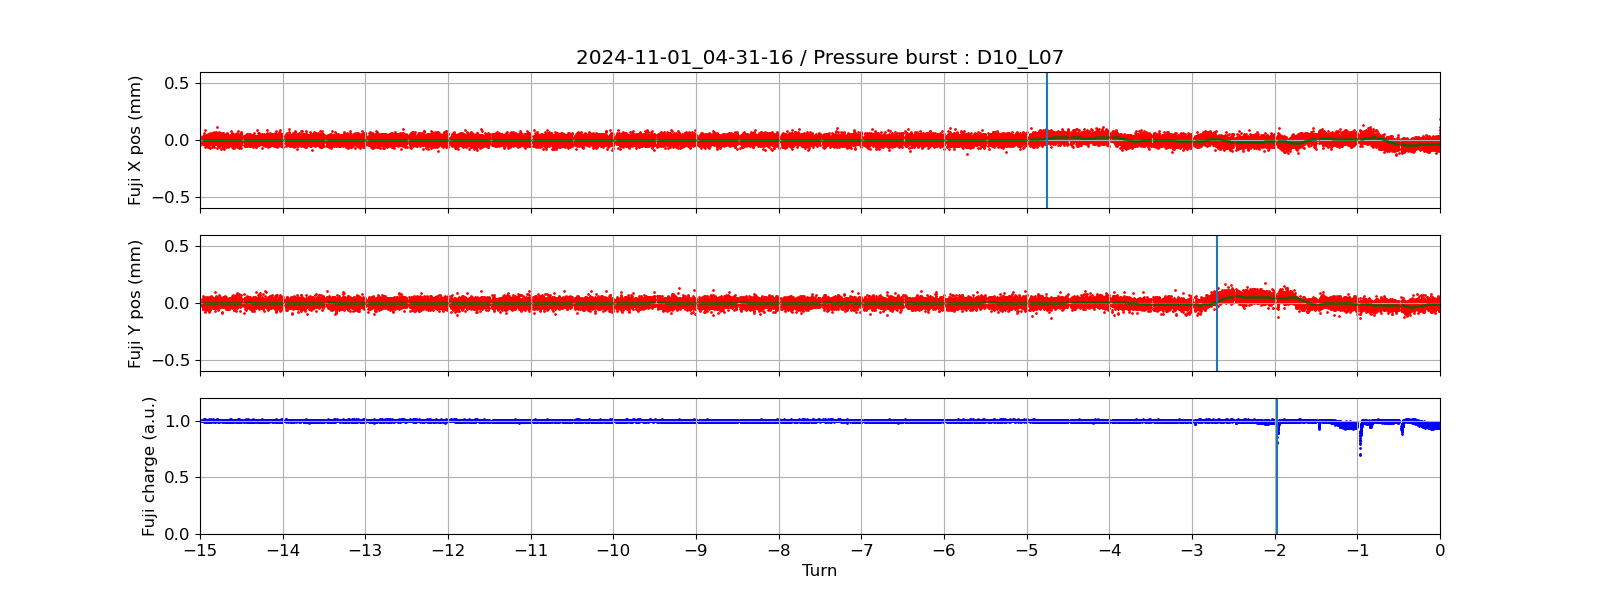 2024-11-01_04-31-16 / Pressure burst : D10_L07
Fuji X pos (mm)
0.5
0.0
−0.5
Fuji Y pos (mm)
0.5
0.0
−0.5
Fuji charge (a.u.)
1.0
0.5
0.0
−15 −14 −13 −12 −11 −10 −9 −8 −7 −6 −5 −4 −3 −2 −1 0
Turn